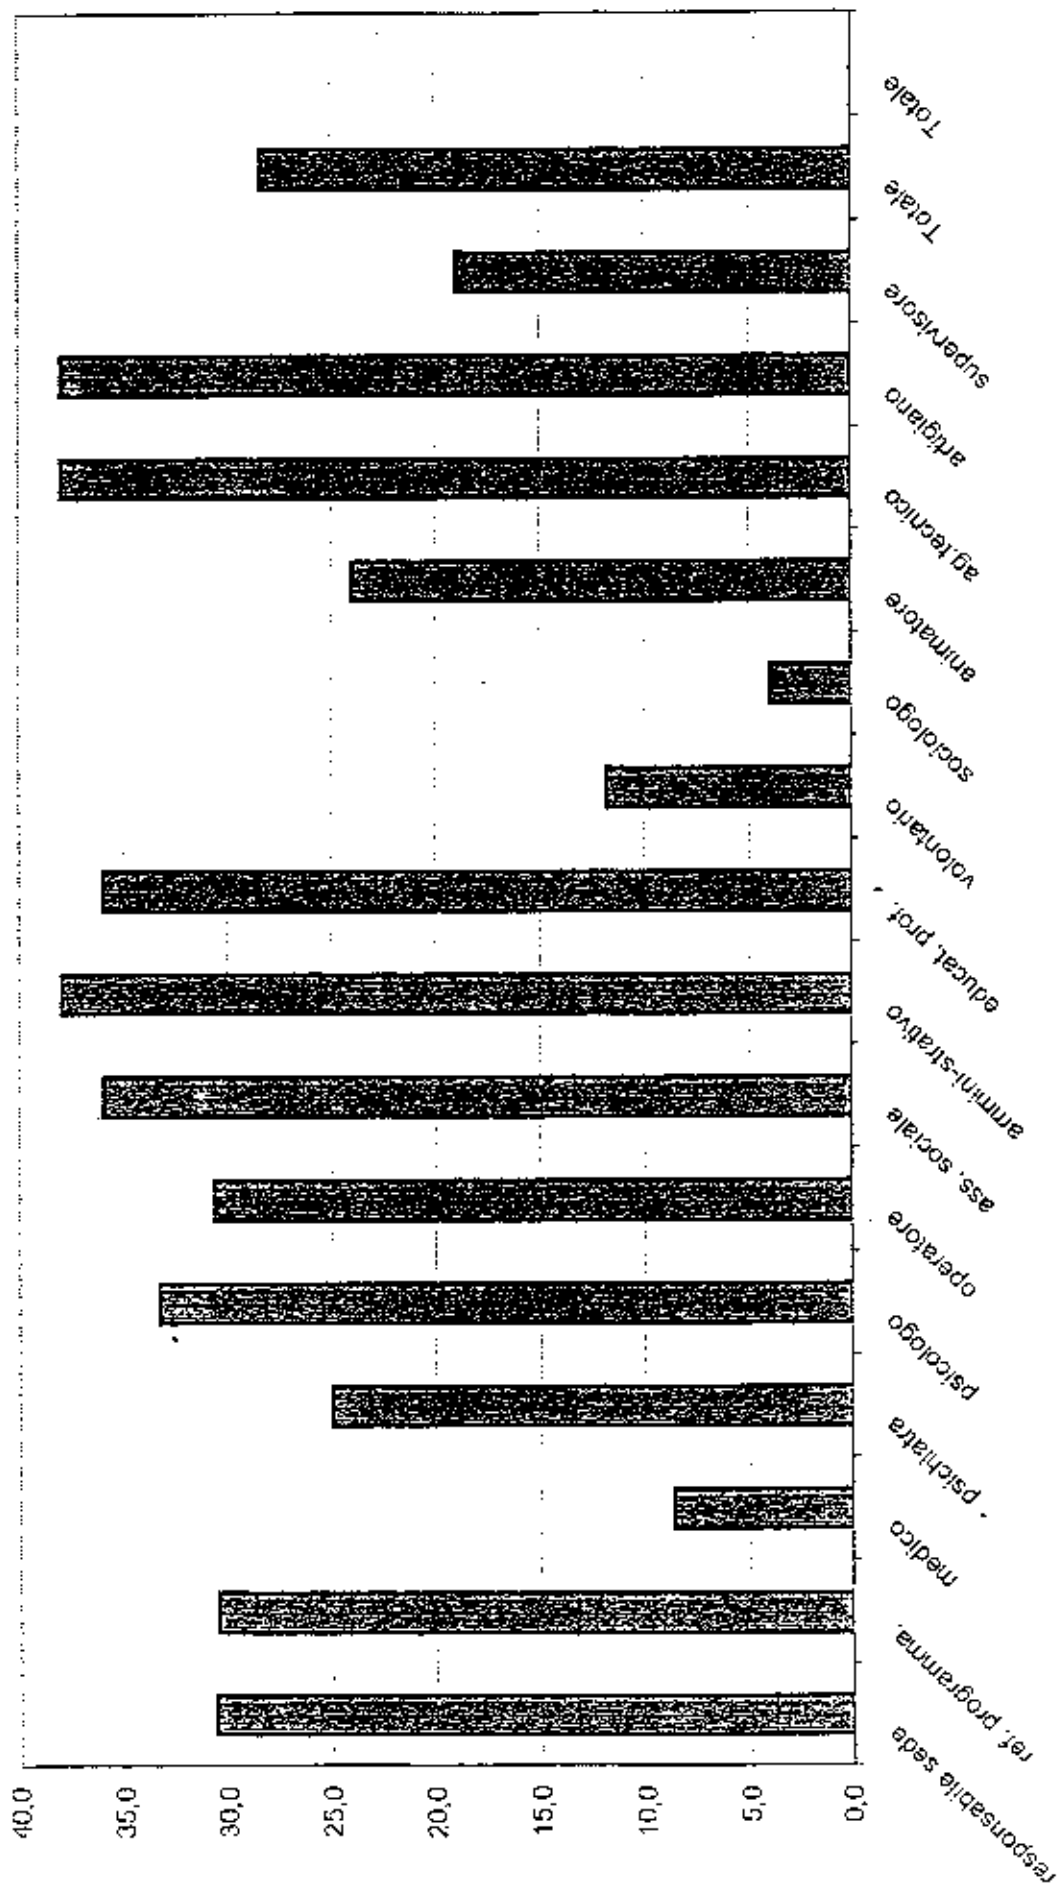 40,0
35,0
30,0
25,0
20,0
15,0
10,0
5,0
0,0
responsabile sede
ref. programma
medico
psichiatra
psicologo
operatore
ass. sociale
ammini-strativo
educat. prof.
volontario
sociologo
animatore
ag.tecnico
artigiano
supervisore
Totale
Totale